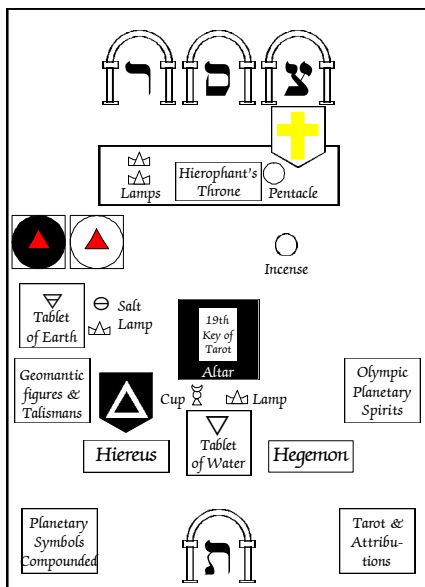 צ ס ר
Lamps
Hierophant's
Throne
Pentacle
Incense
Tablet
of Earth
Salt
Lamp
19th
Key of
Tarot
Altar
Geomantic
figures &
Talismans
Cup
Lamp
Olympic
Planetary
Spirits
Hiereus
Tablet
of Water
Hegemon
Planetary
Symbols
Compounded
ת
Tarot &
Attribu-
tions